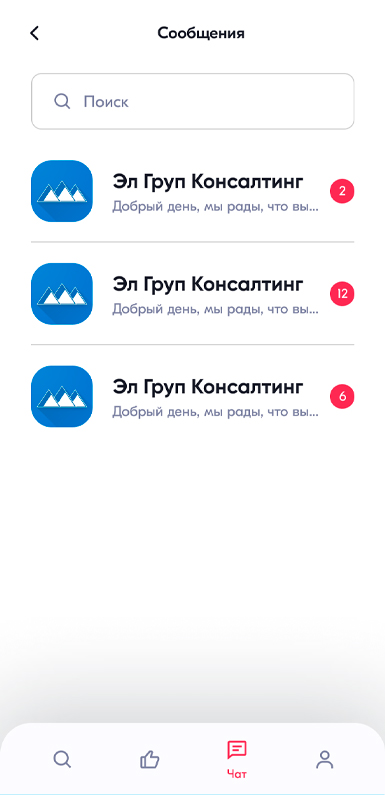 Сообщения
Поиск
Эл Груп Консалтинг
Добрый день, мы рады, что вы...
2
Эл Груп Консалтинг
Добрый день, мы рады, что вы...
12
Эл Груп Консалтинг
Добрый день, мы рады, что вы...
6
Чат